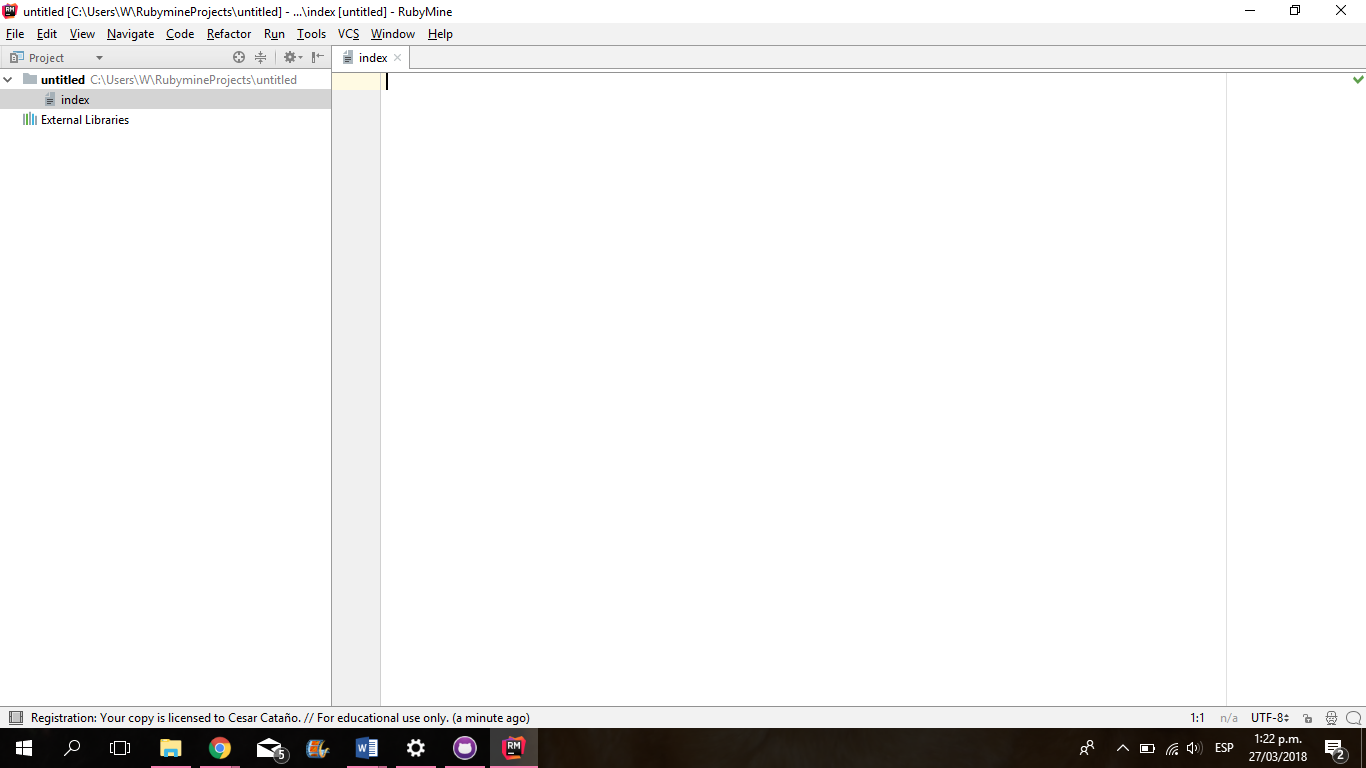 untitled [C:\Users\W\RubymineProjects\untitled] - ...\index [untitled] - RubyMine
File Edit View Navigate Code Refactor Run Tools VCS Window Help
Project
index
untitled C:\Users\W\RubymineProjects\untitled
index
External Libraries
Registration: Your copy is licensed to Cesar Cataño. // For educational use only. (a minute ago)
1:1 n/a UTF-8
5
W
RM
ESP
1:22 p.m.
27/03/2018
2